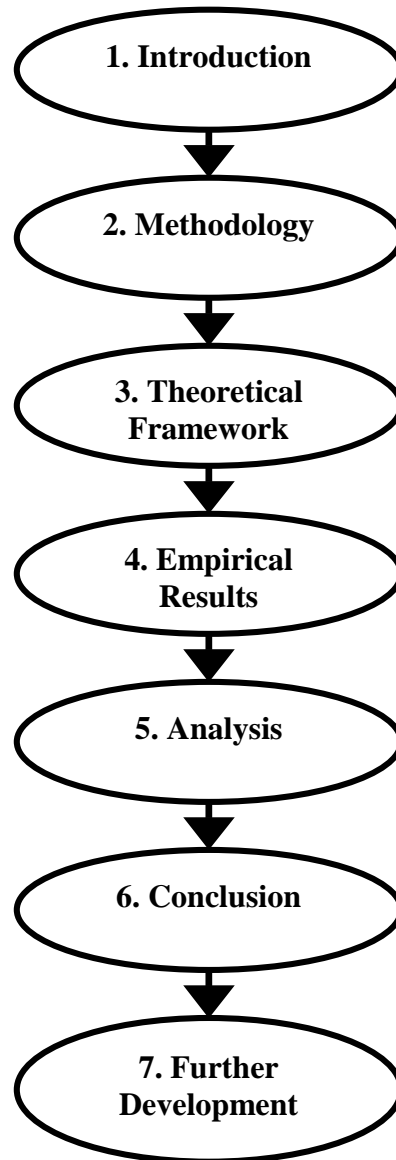 1. Introduction
2. Methodology
3. Theoretical
Framework
4. Empirical
Results
5. Analysis
6. Conclusion
7. Further
Development